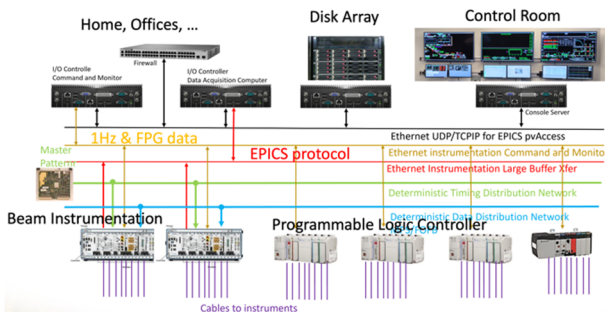 Home, Offices, ...
Disk Array
Control Room
I/O Controlle
Command and Monitor
Firewall
I/O Controller
Data Acquisition Computer
Console Server
1Hz & FPG data
Ethernet UDP/TCPIP for EPICS pvAccess
Master
Pattern
EPICS protocol
Ethernet instrumentation Command and Monito
Ethernet Instrumentation Large Buffer Xfer
Deterministic Timing Distribution Network
Beam Instrumentation
Deterministic Data Distribution Network
Programmable Logic Controller
Cables to instruments